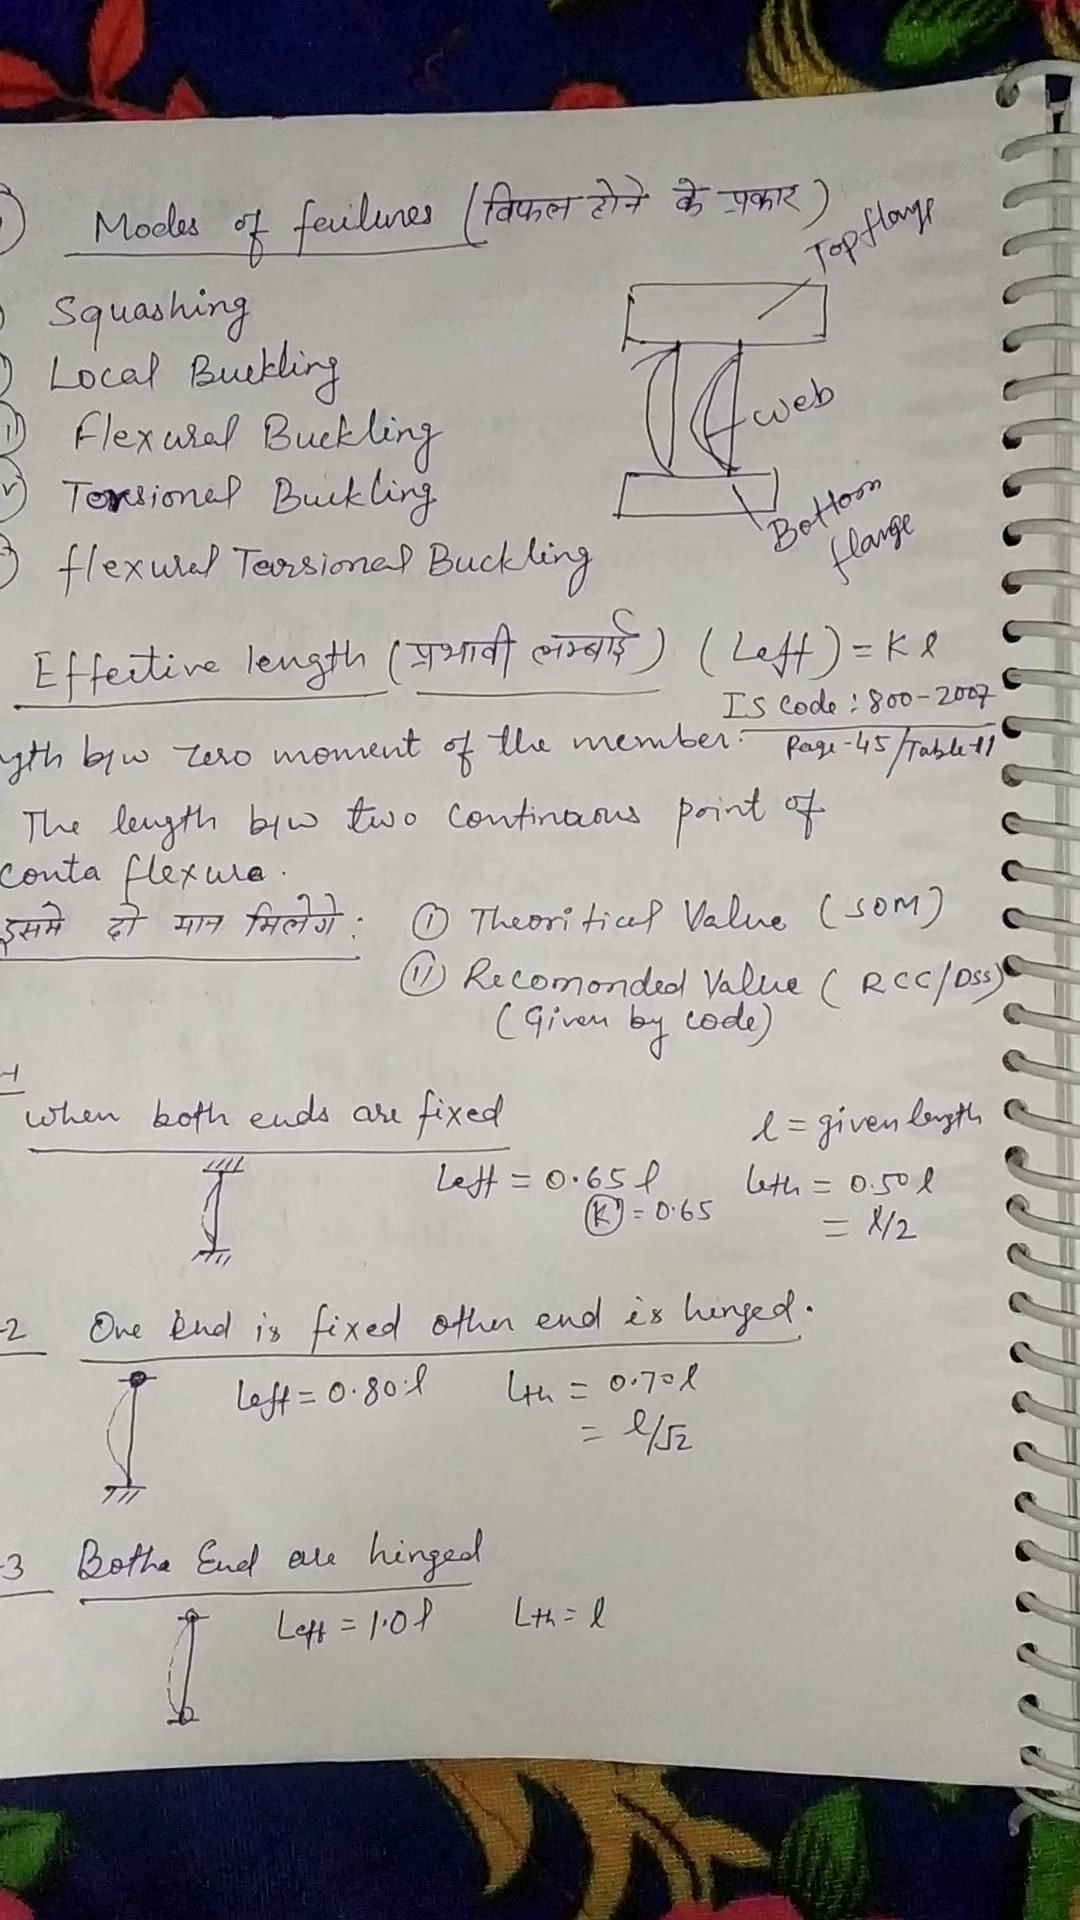 Modes of failures (विफल होने के प्रकार)
Top flange
Squashing
Local Buckling
web
Flexural Buckling
Torsional Buckling
Bottom flange
flexural Torsional Buckling
Effective length (प्रभावी लम्बाई) (Leff) = K l
IS Code : 800-2007
Page-45/Table-11
ngth b/w zero moment of the member.
The length b/w two continuous point of
conta flexure.
इसमे दो मान मिलेगे : (i) Theoritical Value (SOM)
(ii) Recomonded Value (RCC/DSS)
(Given by code)
when both ends are fixed
l = given length
Leff = 0.65 l Leth = 0.50 l
K = 0.65 = l/2
-2 One End is fixed other end is hinged.
Leff = 0.80 l Lth = 0.70 l
= l/√2
-3 Bothe End are hinged
Leff = 1.0 l Lth = l